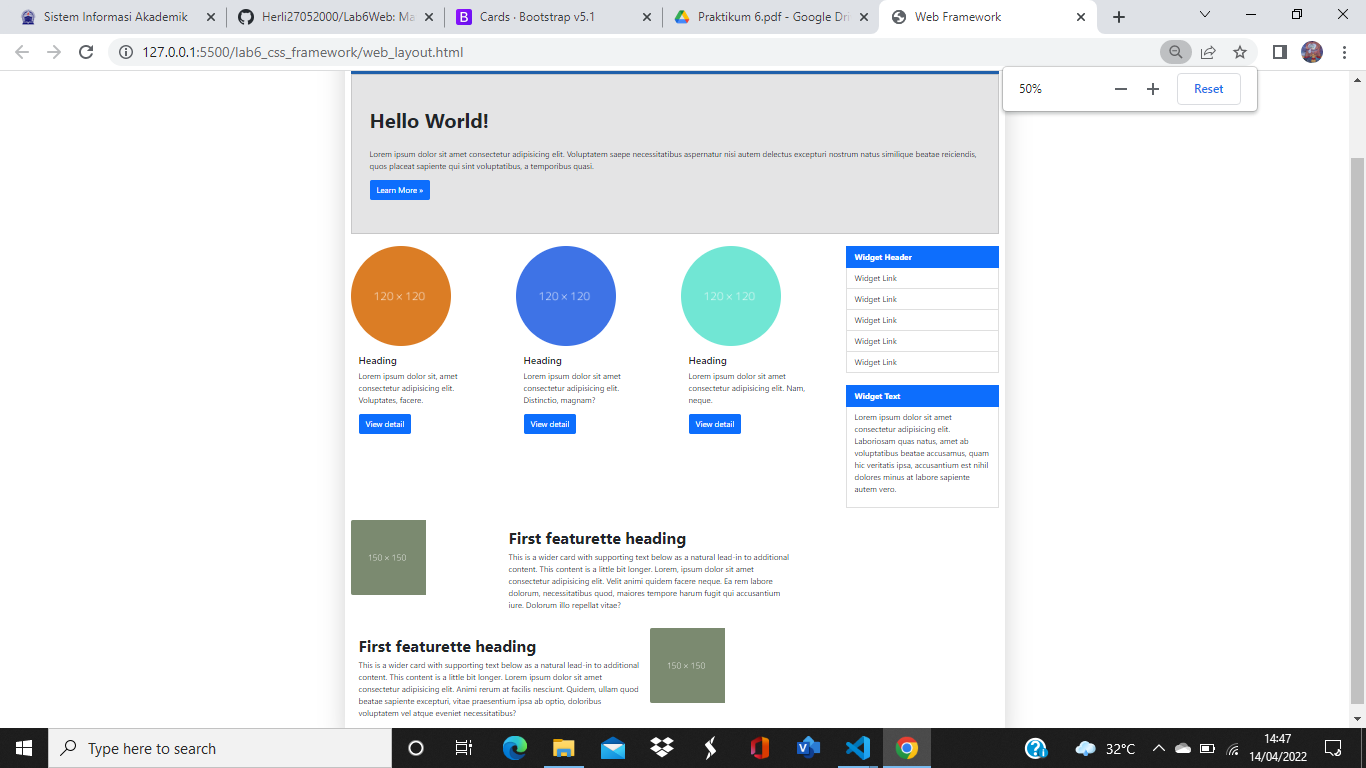 Sistem Informasi Akademik
Herli27052000/Lab6Web: Ma
Cards · Bootstrap v5.1
Praktikum 6.pdf - Google Dri
Web Framework
127.0.0.1:5500/lab6_css_framework/web_layout.html
50%
Reset
Hello World!
Lorem ipsum dolor sit amet consectetur adipisicing elit. Voluptatem saepe necessitatibus aspernatur nisi autem delectus excepturi nostrum natus similique beatae reiciendis,
quos placeat sapiente qui sint voluptatibus, a temporibus quasi.
Learn More »
120 × 120
120 × 120
120 × 120
Heading
Lorem ipsum dolor sit, amet
consectetur adipisicing elit.
Voluptates, facere.
View detail
Heading
Lorem ipsum dolor sit amet
consectetur adipisicing elit.
Distinctio, magnam?
View detail
Heading
Lorem ipsum dolor sit amet
consectetur adipisicing elit. Nam,
neque.
View detail
Widget Header
Widget Link
Widget Link
Widget Link
Widget Link
Widget Link
Widget Text
Lorem ipsum dolor sit amet
consectetur adipisicing elit.
Laboriosam quas natus, amet ab
voluptatibus beatae accusamus, quam
hic veritatis ipsa, accusantium est nihil
dolores minus at labore sapiente
autem vero.
150 × 150
First featurette heading
This is a wider card with supporting text below as a natural lead-in to additional
content. This content is a little bit longer. Lorem, ipsum dolor sit amet
consectetur adipisicing elit. Velit animi quidem facere neque. Ea rem labore
dolorum, necessitatibus quod, maiores tempore harum fugit qui accusantium
iure. Dolorum illo repellat vitae?
First featurette heading
This is a wider card with supporting text below as a natural lead-in to additional
content. This content is a little bit longer. Lorem ipsum dolor sit amet
consectetur adipisicing elit. Animi rerum at facilis nesciunt. Quidem, ullam quod
beatae sapiente excepturi, vitae praesentium ipsa ab optio, doloribus
voluptatem vel atque eveniet necessitatibus?
150 × 150
Type here to search
32°C
14:47
14/04/2022